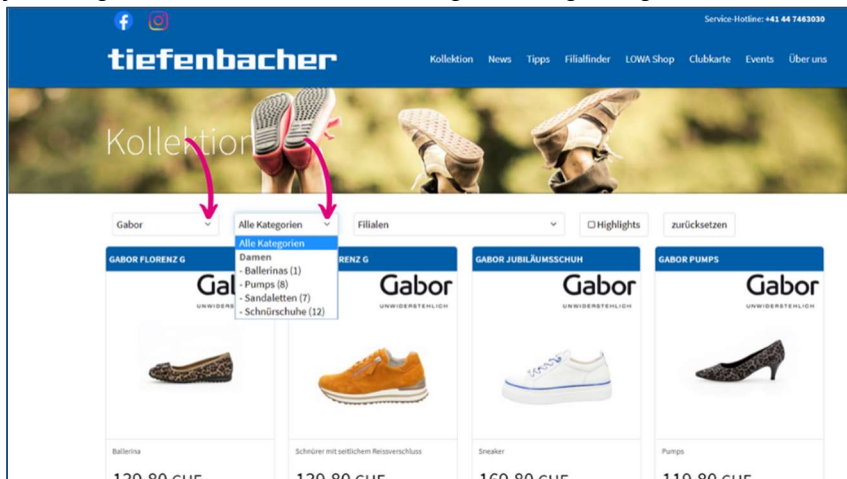 Service-Hotline: +41 44 7463030
tiefenbacher
Kollektion News Tipps Filialfinder LOWA Shop Clubkarte Events Über uns
Kollektion
Gabor Alle Kategorien Filialen Highlights zurücksetzen
Alle Kategorien
Damen
- Ballerinas (1)
- Pumps (8)
- Sandaletten (7)
- Schnürschuhe (12)
GABOR FLORENZ G RENZ G GABOR JUBILÄUMSSCHUH GABOR PUMPS
Gabor Gabor Gabor
UNWIDERSTEHLICH UNWIDERSTEHLICH UNWIDERSTEHLICH
Ballerina Schnürer mit seitlichem Reissverschluss Sneaker Pumps